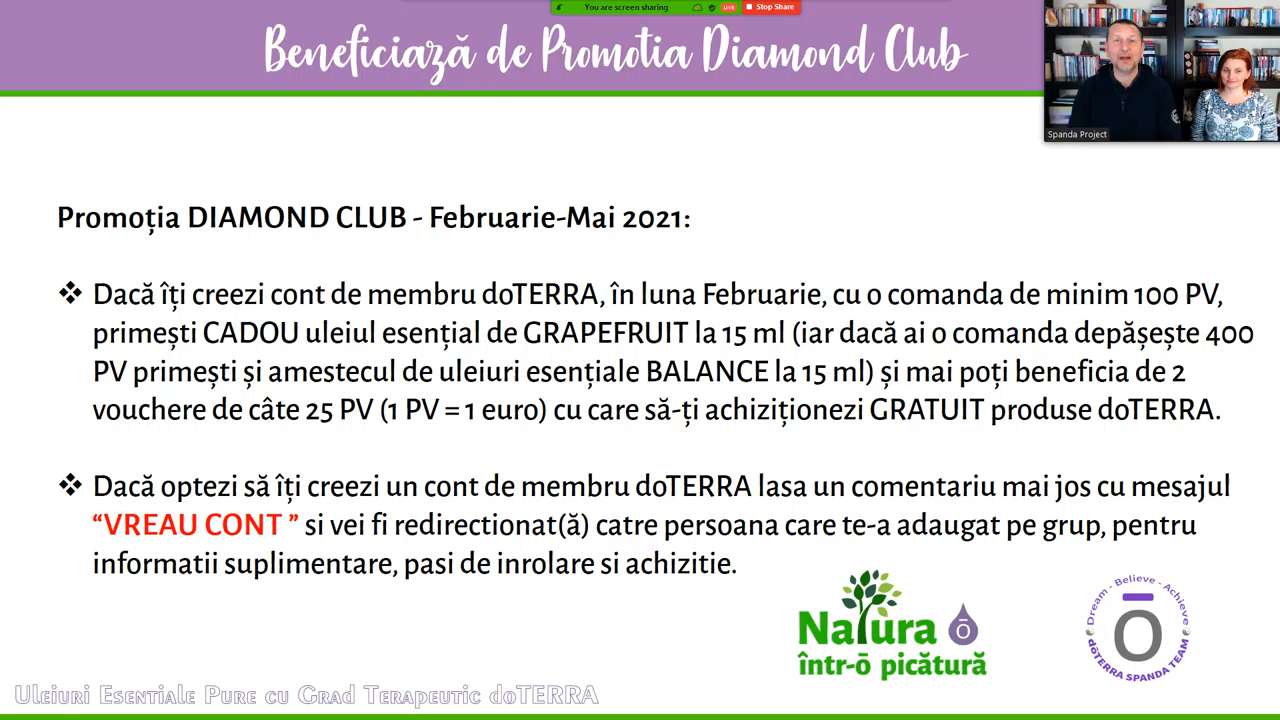 You are screen sharing
LIVE
Stop Share
Beneficiază de Promotia Diamond Club
Spanda Project
Promoția DIAMOND CLUB - Februarie-Mai 2021:
❖ Dacă îți creezi cont de membru doTERRA, în luna Februarie, cu o comanda de minim 100 PV,
primești CADOU uleiul esențial de GRAPEFRUIT la 15 ml (iar dacă ai o comanda depășește 400
PV primești și amestecul de uleiuri esențiale BALANCE la 15 ml) și mai poți beneficia de 2
vouchere de câte 25 PV (1 PV = 1 euro) cu care să-ți achiziționezi GRATUIT produse doTERRA.
❖ Dacă optezi să îți creezi un cont de membru doTERRA lasa un comentariu mai jos cu mesajul
“VREAU CONT ” si vei fi redirectionat(ă) catre persoana care te-a adaugat pe grup, pentru
informatii suplimentare, pasi de inrolare si achizitie.
Natura ō
într-ō picătură
Dream - Believe - Achieve
Ō
dōTERRA SPANDA TEAM
Uleiuri Esentiale Pure cu Grad Terapeutic doTERRA